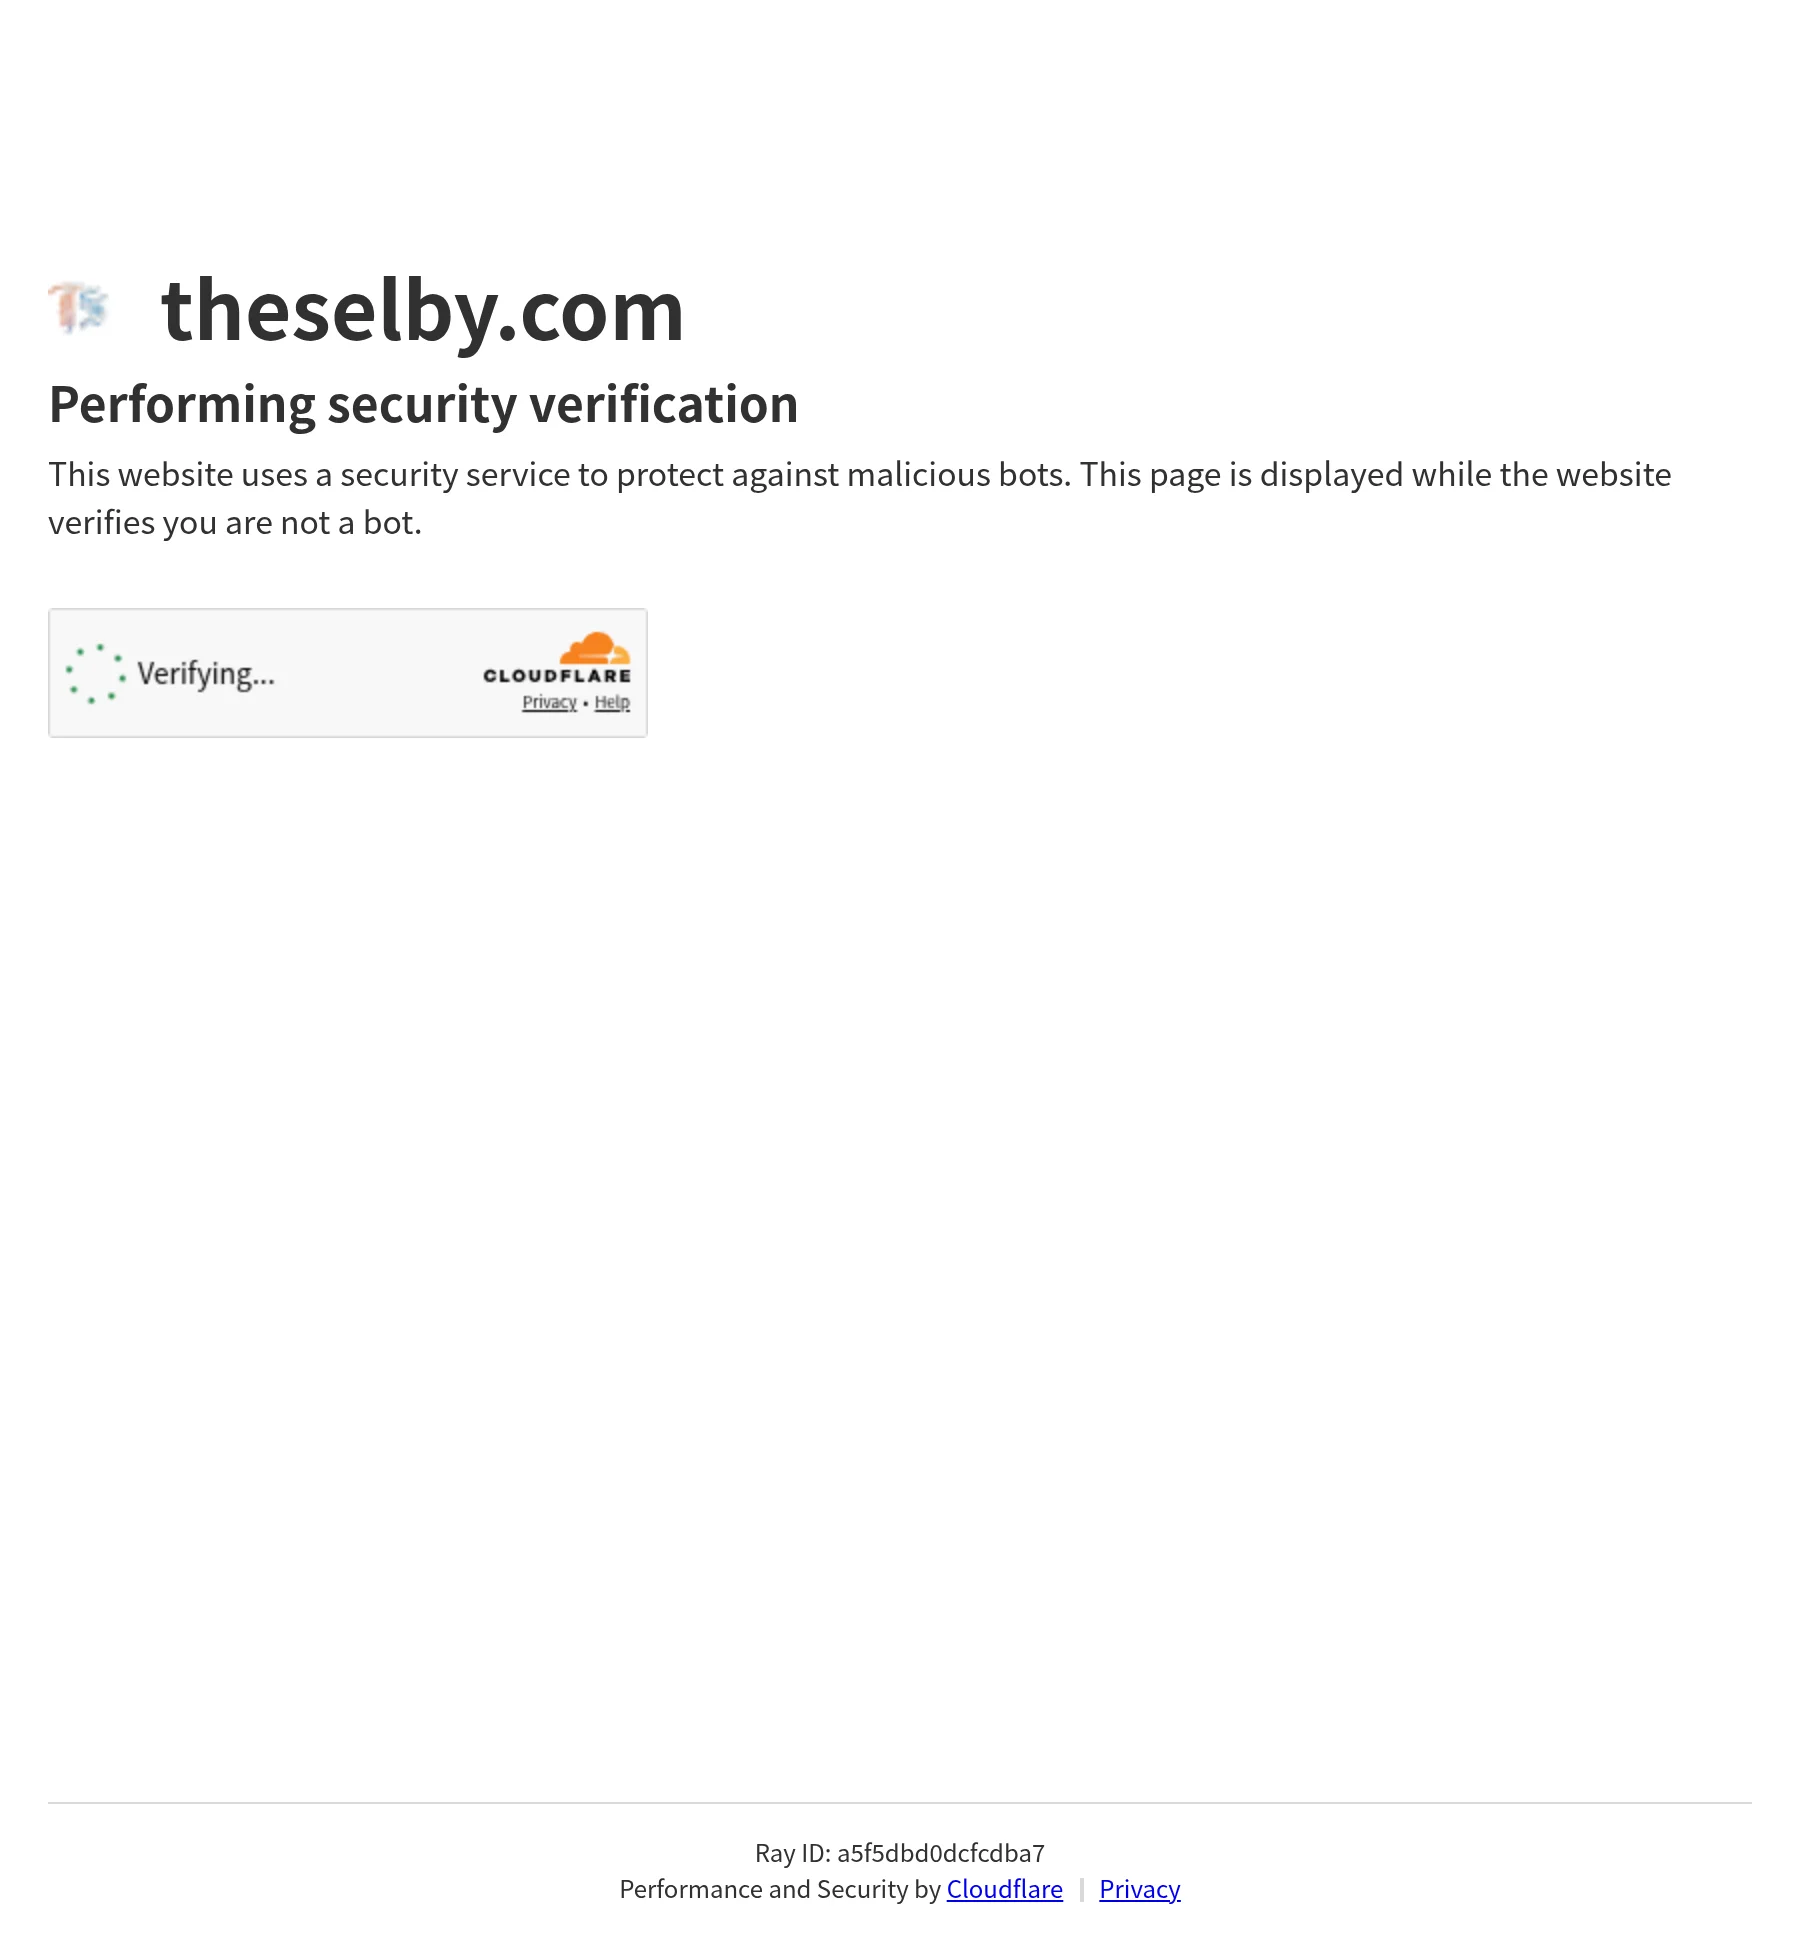 TS
theselby.com
Performing security verification
This website uses a security service to protect against malicious bots. This page is displayed while the website
verifies you are not a bot.
Verifying...
CLOUDFLARE
Privacy • Help
Ray ID: a5f5dbd0dcfcdba7
Performance and Security by Cloudflare | Privacy